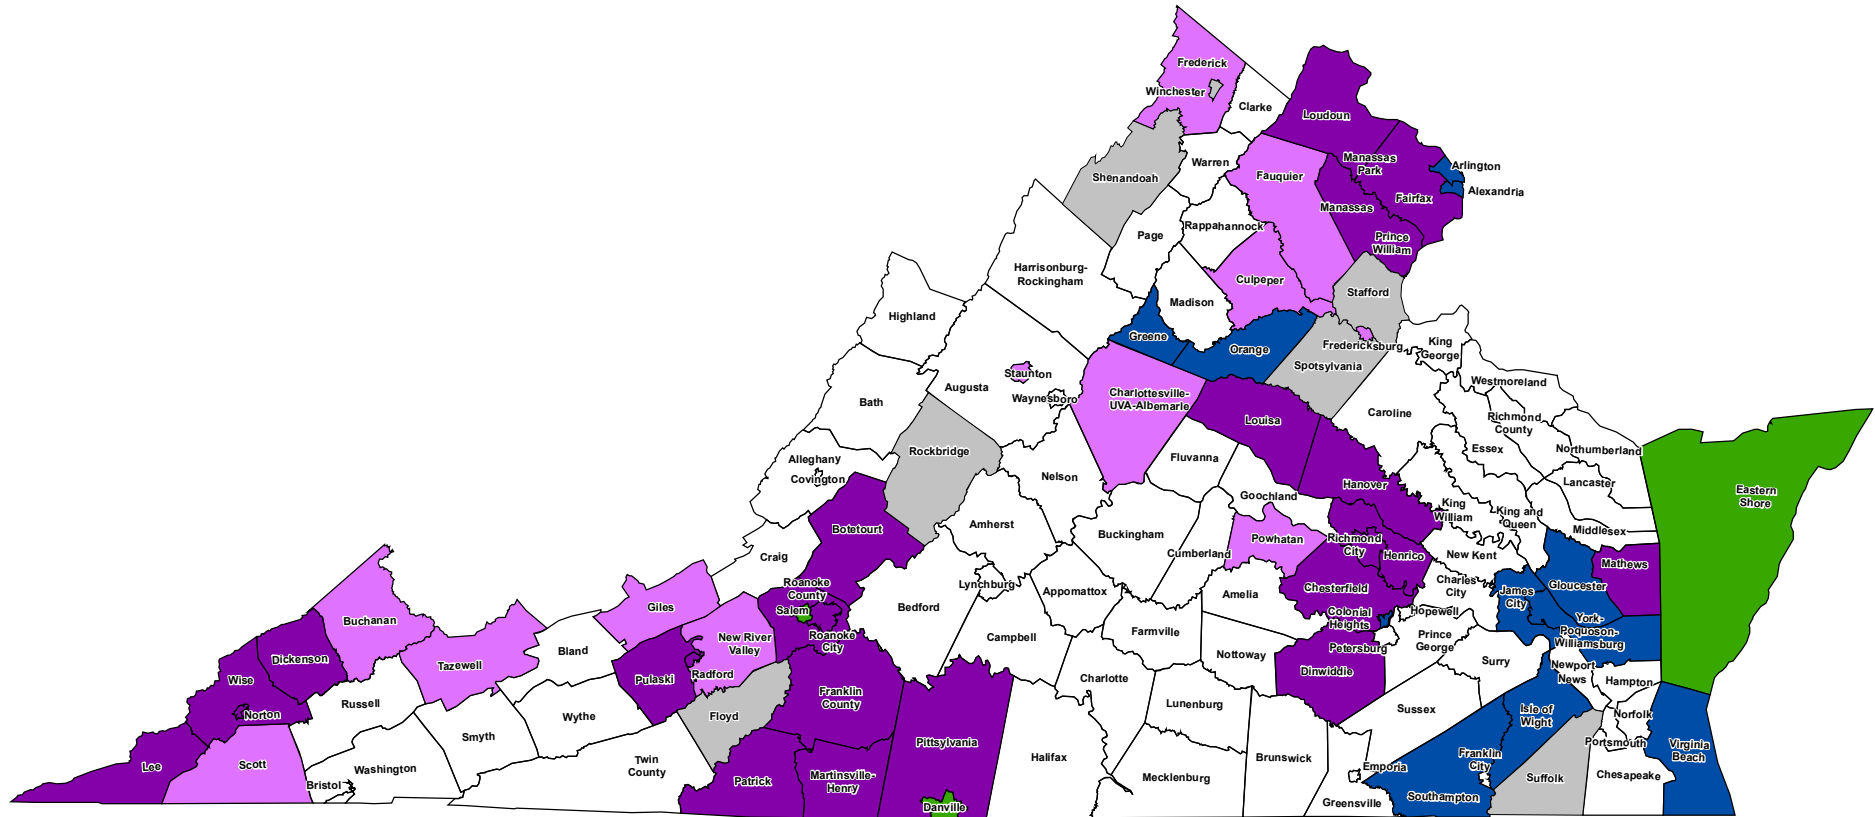 Frederick
Winchester
Clarke
Loudoun
Shenandoah
Warren
Manassas
Park
Arlington
Fauquier
Alexandria
Fairfax
Manassas
Page
Rappahannock
Prince
William
Harrisonburg-
Rockingham
Culpeper
Stafford
Madison
Highland
Greene
Orange
Fredericksburg
King
George
Spotsylvania
Staunton
Augusta
Waynesboro
Westmoreland
Bath
Charlottesville-
UVA-Albemarle
Caroline
Louisa
Richmond
County
Rockbridge
Essex
Northumberland
Alleghany
Fluvanna
Covington
Nelson
Hanover
Lancaster
Goochland
Eastern
Shore
King
William
King and
Queen
Botetourt
Amherst
Middlesex
Buckingham
Powhatan
Richmond
City
Craig
Cumberland
Henrico
New Kent
Mathews
Roanoke
County
Lynchburg
Appomattox
Chesterfield
Charles
City
Gloucester
James
City
Amelia
Giles
Salem
Bedford
Colonial
Heights
Hopewell
Buchanan
York-
Poquoson-
Williamsburg
New River
Valley
Roanoke
City
Campbell
Farmville
Prince
George
Petersburg
Bland
Nottoway
Dickenson
Tazewell
Surry
Newport
News
Radford
Dinwiddie
Wise
Pulaski
Charlotte
Hampton
Franklin
County
Russell
Lunenburg
Sussex
Isle of
Wight
Norton
Floyd
Wythe
Norfolk
Smyth
Pittsylvania
Portsmouth
Virginia
Beach
Lee
Scott
Twin
County
Halifax
Brunswick
Franklin
City
Washington
Emporia
Bristol
Patrick
Martinsville-
Henry
Mecklenburg
Suffolk
Chesapeake
Southampton
Greensville
Danville